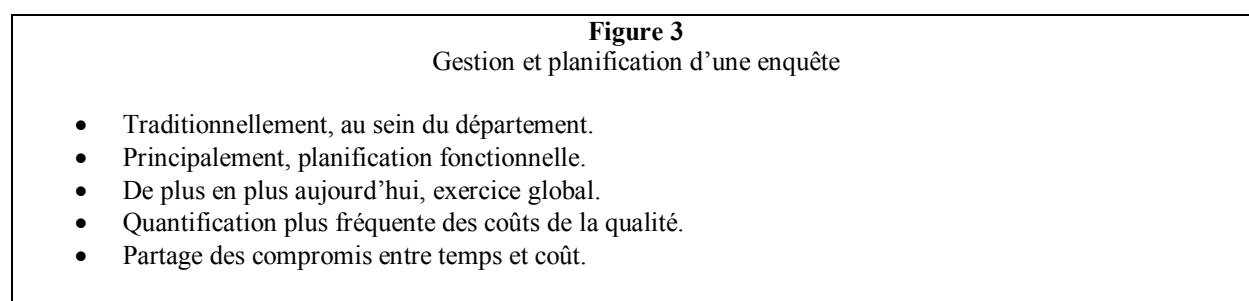 Figure 3
Gestion et planification d’une enquête
• Traditionnellement, au sein du département.
• Principalement, planification fonctionnelle.
• De plus en plus aujourd’hui, exercice global.
• Quantification plus fréquente des coûts de la qualité.
• Partage des compromis entre temps et coût.